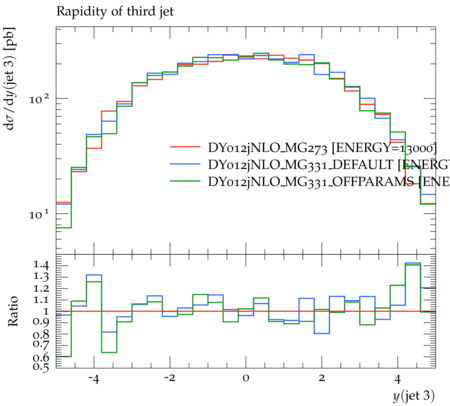 Rapidity of third jet
dσ/dy(jet 3) [pb]
10²
10¹
DY012jNLO_MG273 [ENERGY=13000]
DY012jNLO_MG331_DEFAULT [ENERG
DY012jNLO_MG331_OFFPARAMS [ENE
Ratio
1.4
1.3
1.2
1.1
1
0.9
0.8
0.7
0.6
0.5
-4 -2 0 2 4
y(jet 3)